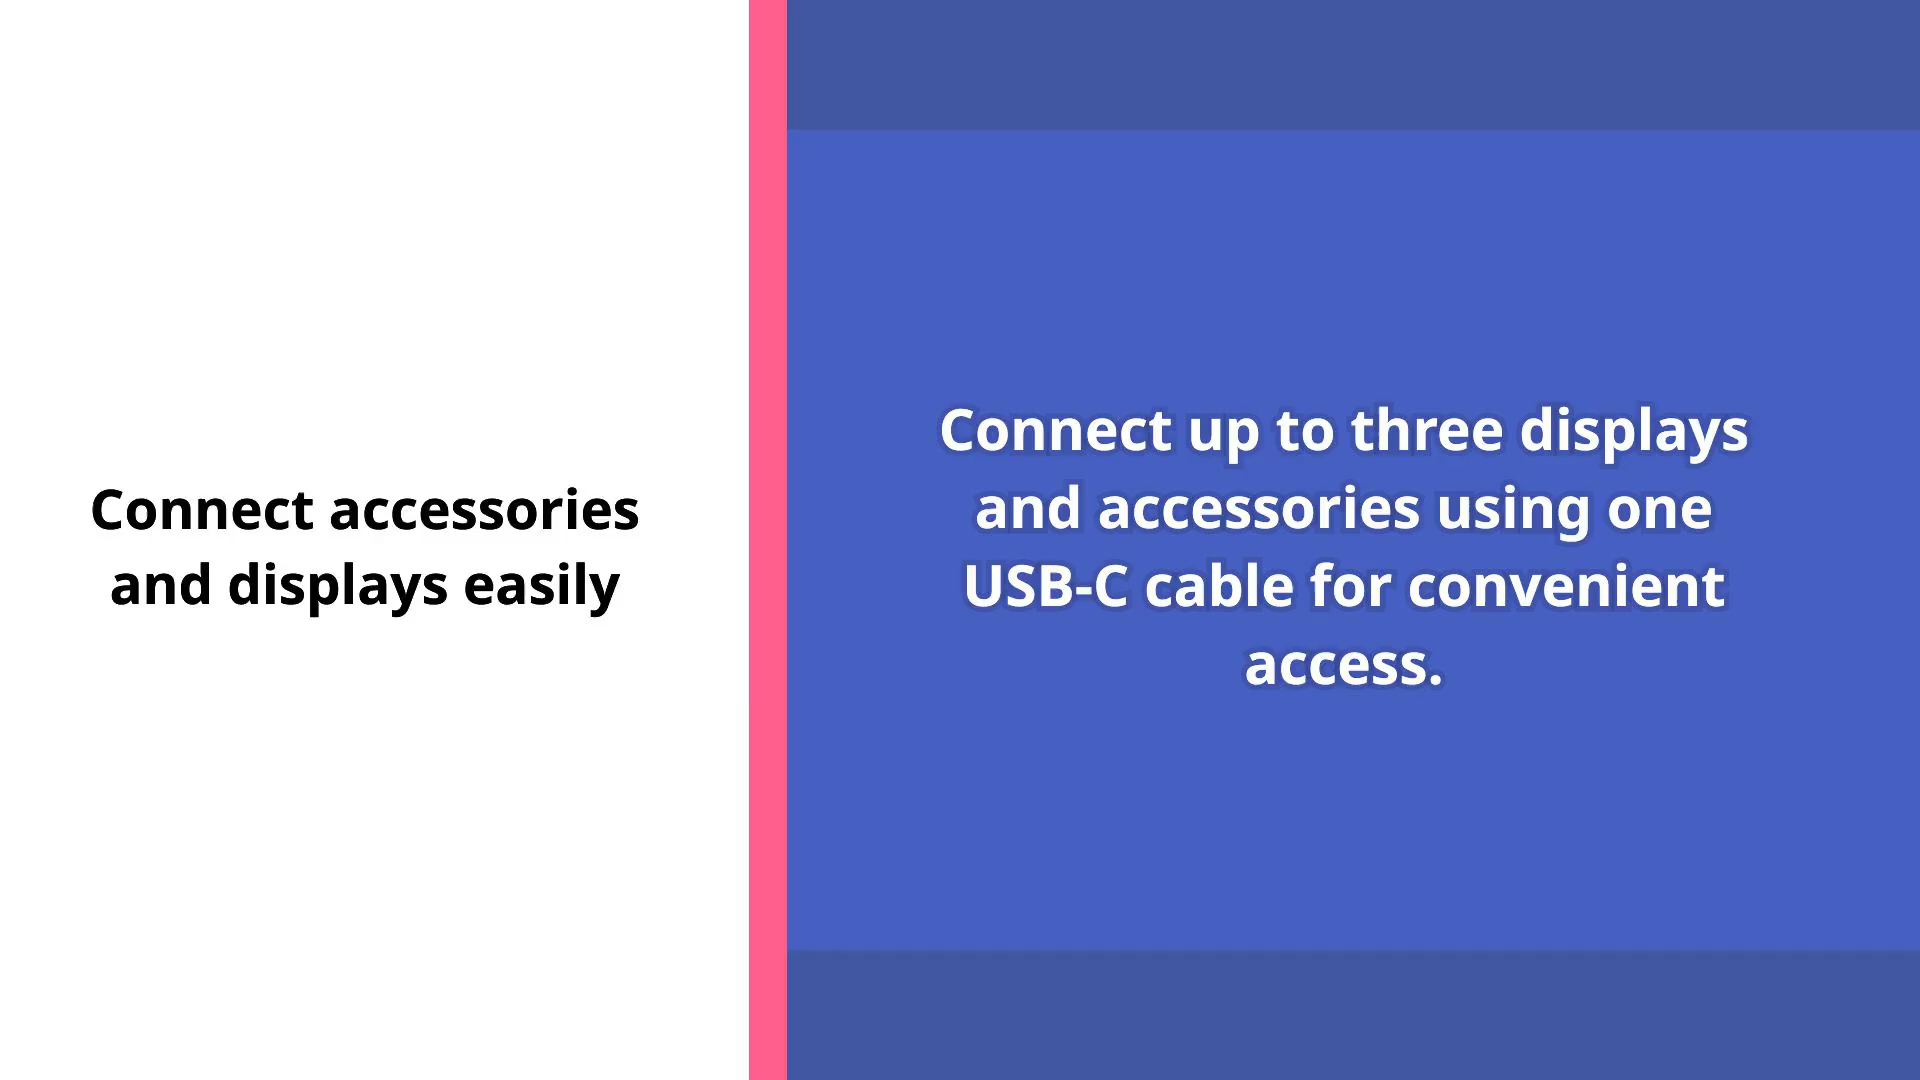 Connect accessories
and displays easily
Connect up to three displays
and accessories using one
USB-C cable for convenient
access.